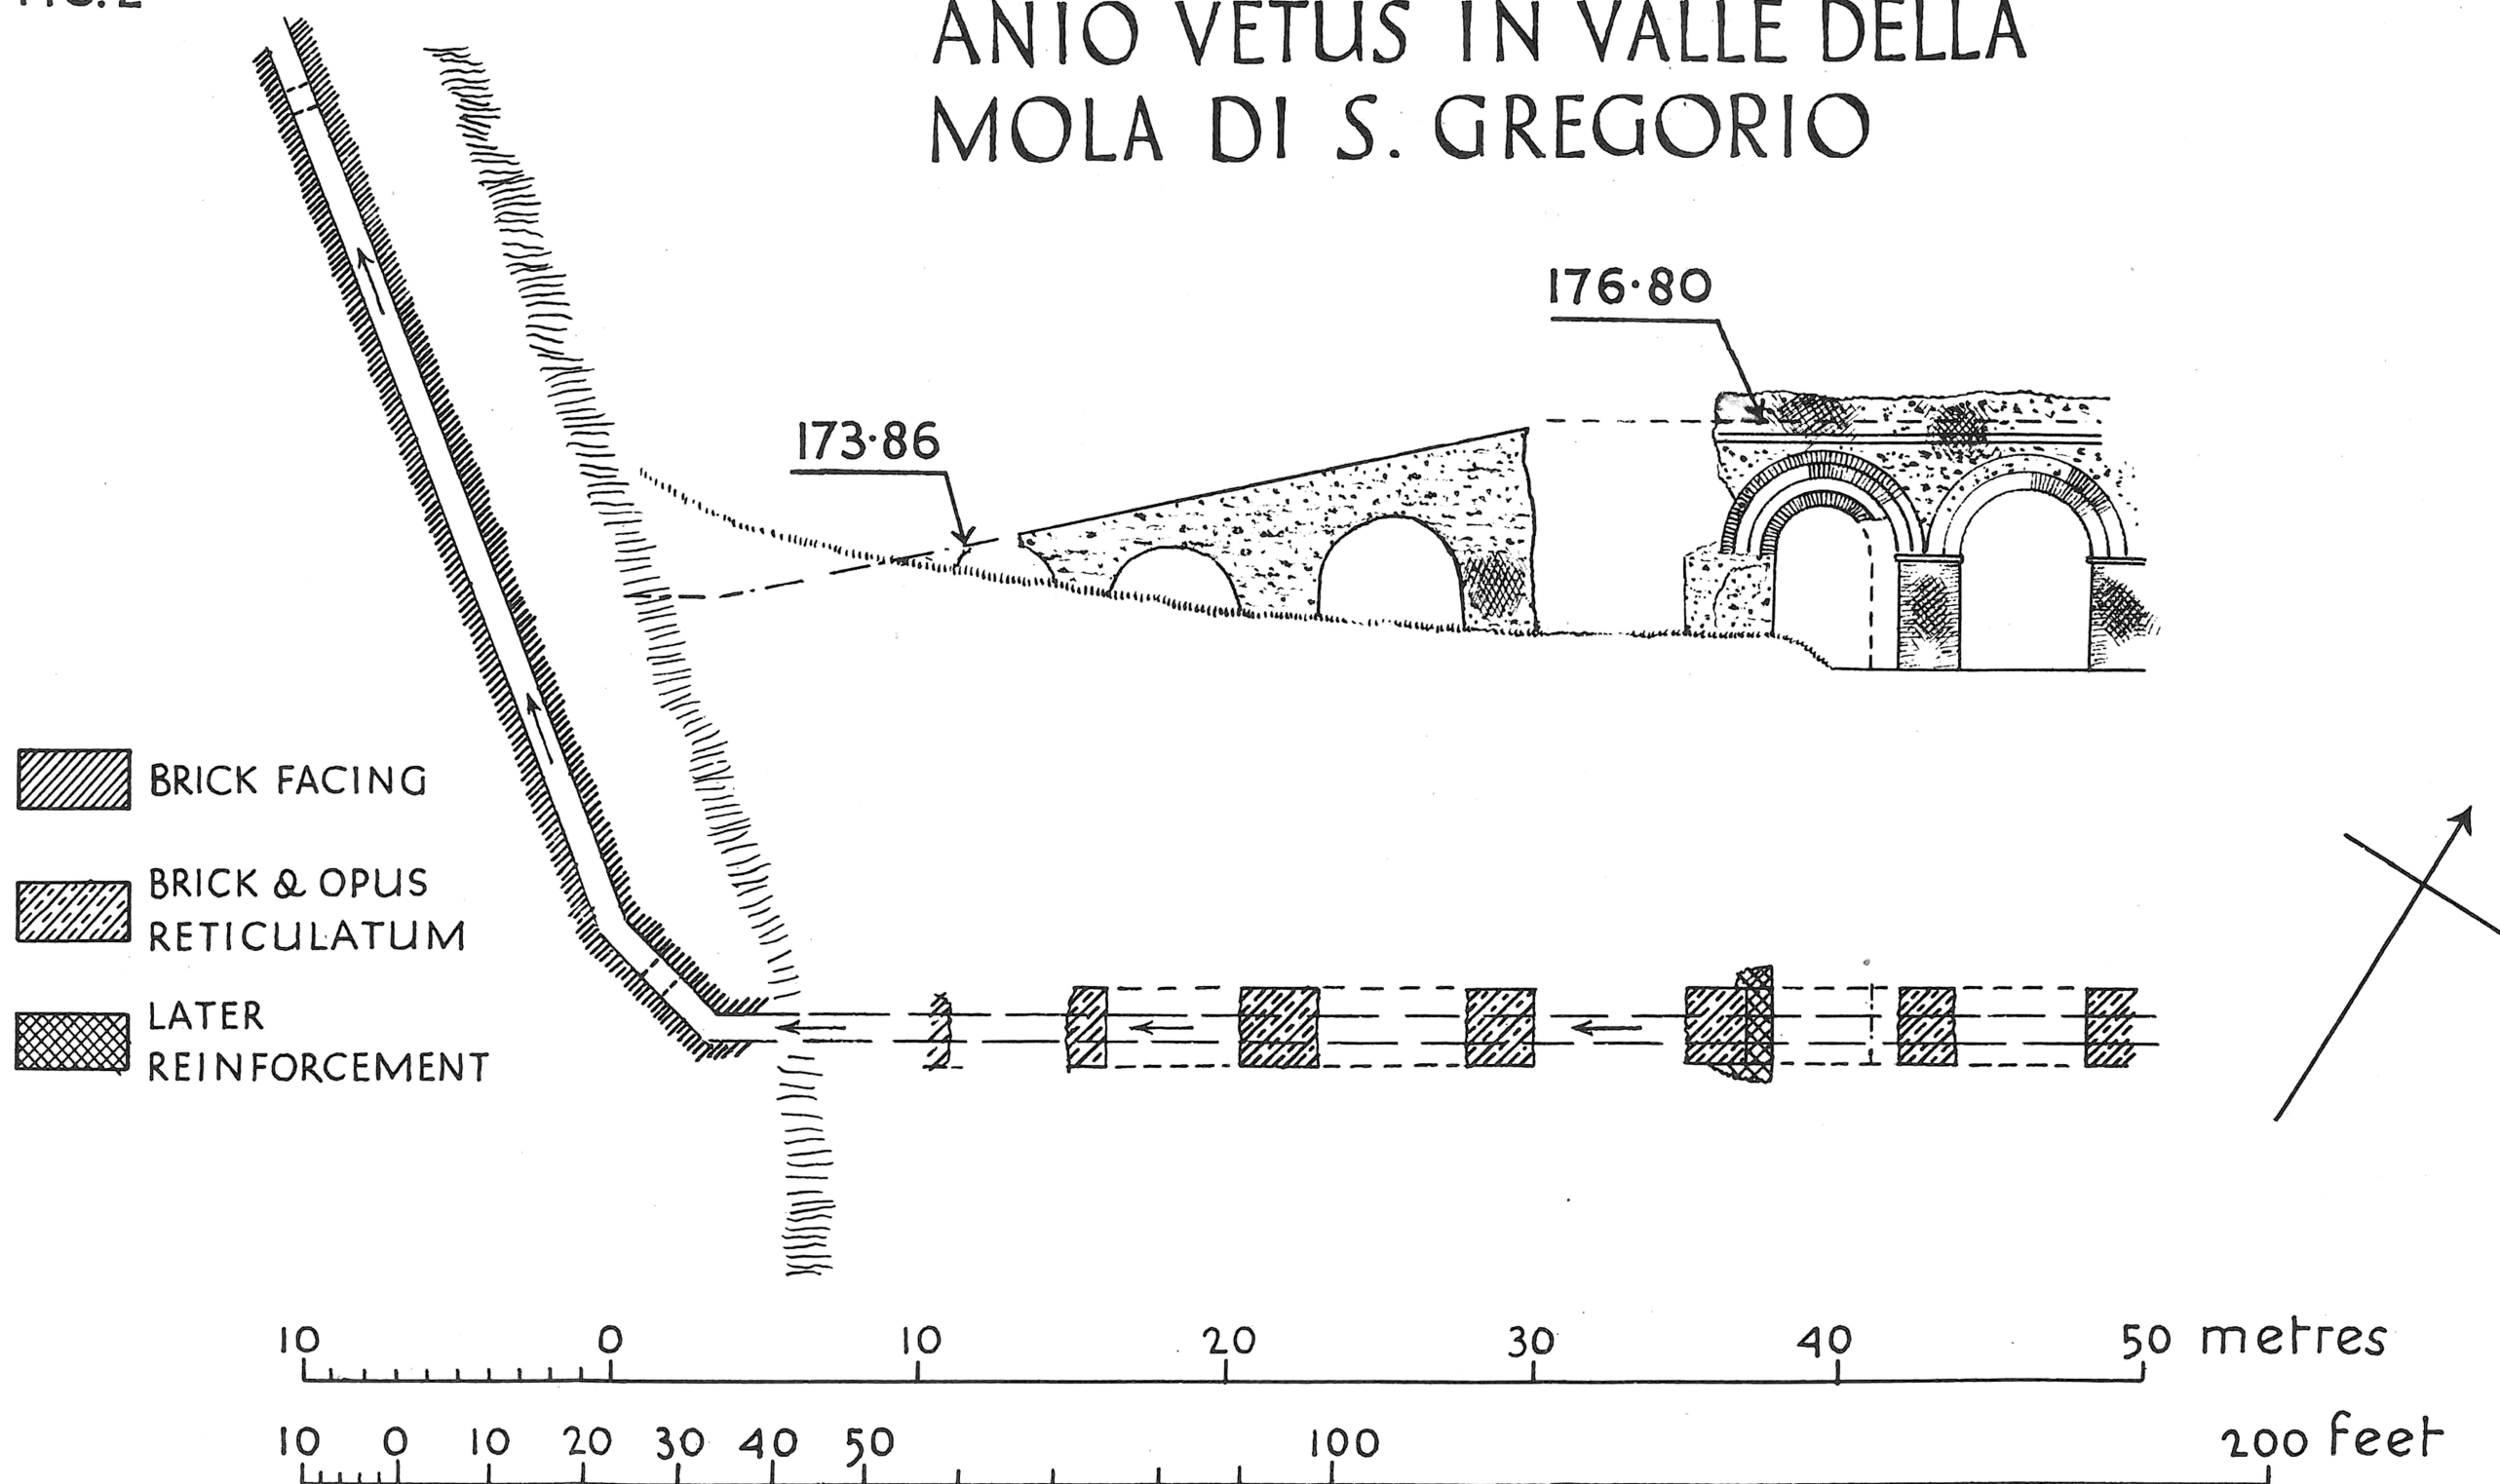 ANIO VETUS IN VALLE DELLA
MOLA DI S. GREGORIO
176·80
173·86
BRICK FACING
BRICK & OPUS
RETICULATUM
LATER
REINFORCEMENT
10 0 10 20 30 40 50 metres
10 0 10 20 30 40 50 100 200 feet